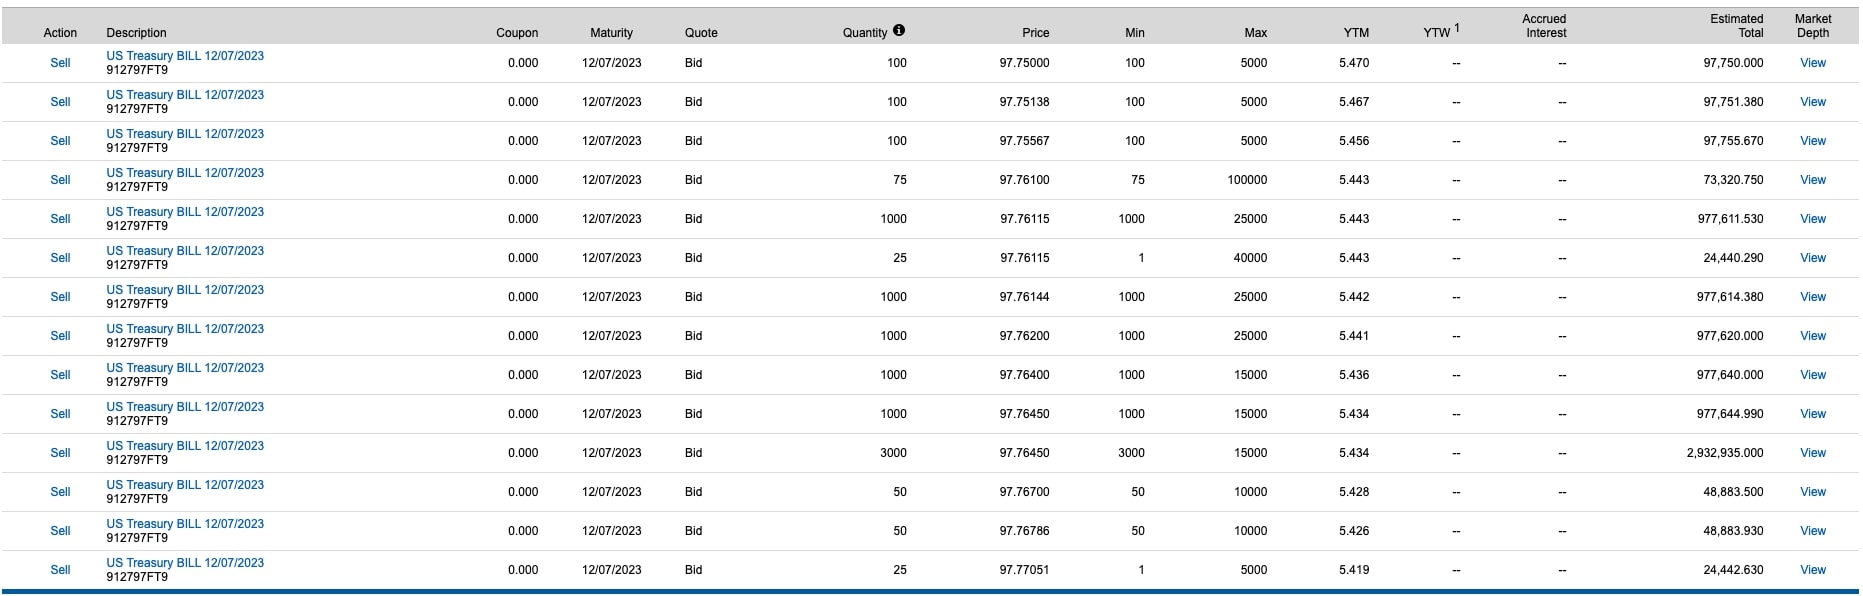 Action Description Coupon Maturity Quote Quantity Price Min Max YTM YTW 1 Accrued Interest Estimated Total Market Depth
Sell US Treasury BILL 12/07/2023 0.000 12/07/2023 Bid 100 97.75000 100 5000 5.470 -- -- 97,750.000 View
912797FT9
Sell US Treasury BILL 12/07/2023 0.000 12/07/2023 Bid 100 97.75138 100 5000 5.467 -- -- 97,751.380 View
912797FT9
Sell US Treasury BILL 12/07/2023 0.000 12/07/2023 Bid 100 97.75567 100 5000 5.456 -- -- 97,755.670 View
912797FT9
Sell US Treasury BILL 12/07/2023 0.000 12/07/2023 Bid 75 97.76100 75 100000 5.443 -- -- 73,320.750 View
912797FT9
Sell US Treasury BILL 12/07/2023 0.000 12/07/2023 Bid 1000 97.76115 1000 25000 5.443 -- -- 977,611.530 View
912797FT9
Sell US Treasury BILL 12/07/2023 0.000 12/07/2023 Bid 25 97.76115 1 40000 5.443 -- -- 24,440.290 View
912797FT9
Sell US Treasury BILL 12/07/2023 0.000 12/07/2023 Bid 1000 97.76144 1000 25000 5.442 -- -- 977,614.380 View
912797FT9
Sell US Treasury BILL 12/07/2023 0.000 12/07/2023 Bid 1000 97.76200 1000 25000 5.441 -- -- 977,620.000 View
912797FT9
Sell US Treasury BILL 12/07/2023 0.000 12/07/2023 Bid 1000 97.76400 1000 15000 5.436 -- -- 977,640.000 View
912797FT9
Sell US Treasury BILL 12/07/2023 0.000 12/07/2023 Bid 1000 97.76450 1000 15000 5.434 -- -- 977,644.990 View
912797FT9
Sell US Treasury BILL 12/07/2023 0.000 12/07/2023 Bid 3000 97.76450 3000 15000 5.434 -- -- 2,932,935.000 View
912797FT9
Sell US Treasury BILL 12/07/2023 0.000 12/07/2023 Bid 50 97.76700 50 10000 5.428 -- -- 48,883.500 View
912797FT9
Sell US Treasury BILL 12/07/2023 0.000 12/07/2023 Bid 50 97.76786 50 10000 5.426 -- -- 48,883.930 View
912797FT9
Sell US Treasury BILL 12/07/2023 0.000 12/07/2023 Bid 25 97.77051 1 5000 5.419 -- -- 24,442.630 View
912797FT9